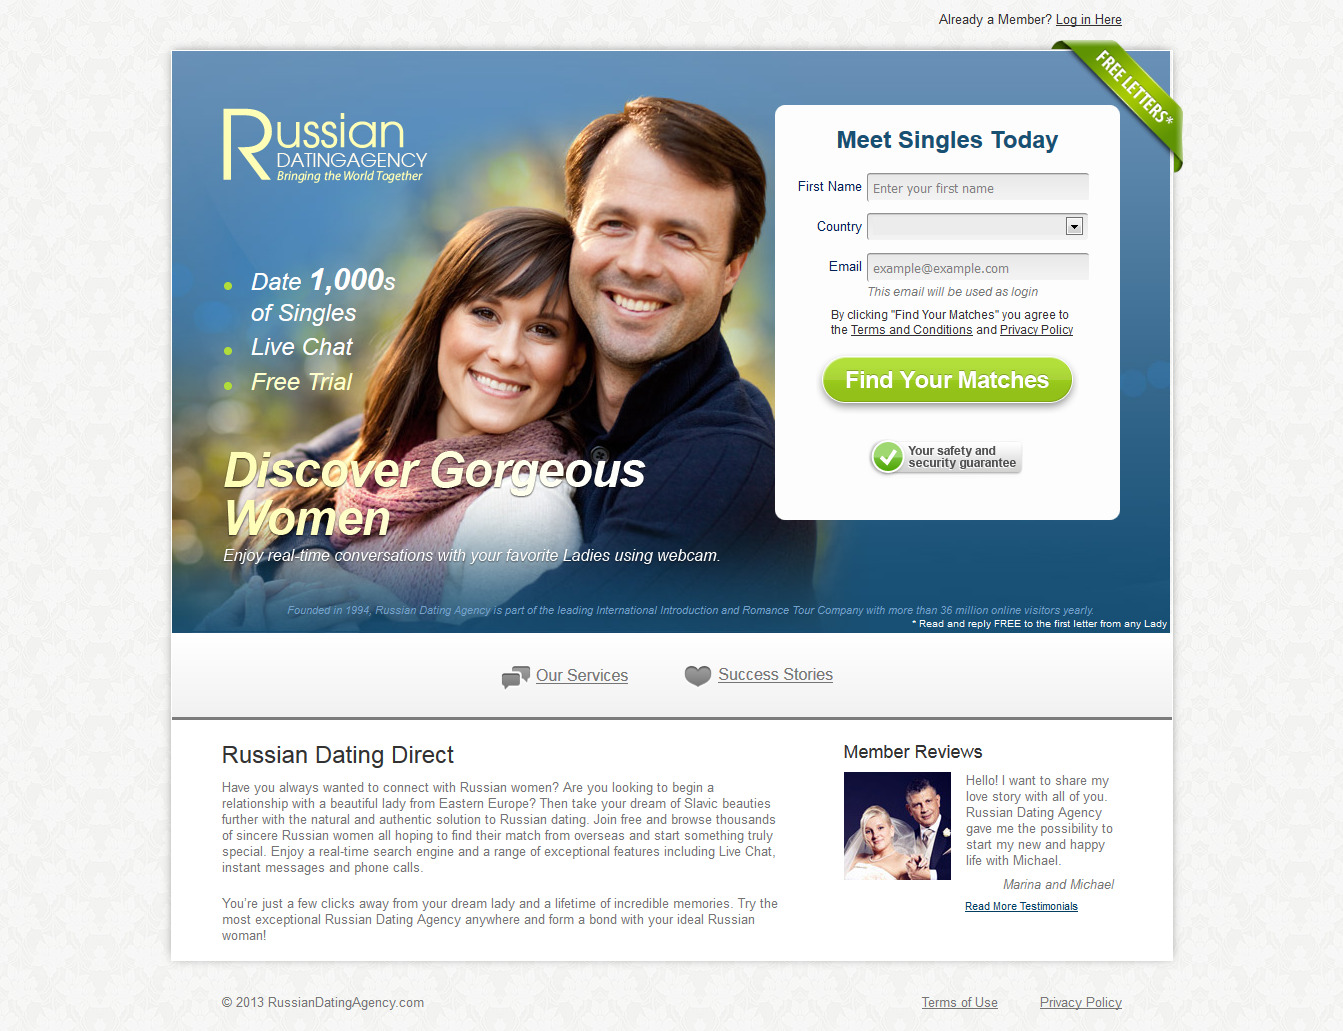 Already a Member? Log in Here
FREE LETTERS*
Russian
DATINGAGENCY
Bringing the World Together
Date 1,000s
of Singles
Live Chat
Free Trial
Discover Gorgeous
Women
Enjoy real-time conversations with your favorite Ladies using webcam.
Meet Singles Today
First Name Enter your first name
Country
Email example@example.com
This email will be used as login
By clicking "Find Your Matches" you agree to
the Terms and Conditions and Privacy Policy
Find Your Matches
Your safety and
security guarantee
Founded in 1994, Russian Dating Agency is part of the leading International Introduction and Romance Tour Company with more than 36 million online visitors yearly.
* Read and reply FREE to the first letter from any Lady
Our Services Success Stories
Russian Dating Direct
Have you always wanted to connect with Russian women? Are you looking to begin a
relationship with a beautiful lady from Eastern Europe? Then take your dream of Slavic beauties
further with the natural and authentic solution to Russian dating. Join free and browse thousands
of sincere Russian women all hoping to find their match from overseas and start something truly
special. Enjoy a real-time search engine and a range of exceptional features including Live Chat,
instant messages and phone calls.
You're just a few clicks away from your dream lady and a lifetime of incredible memories. Try the
most exceptional Russian Dating Agency anywhere and form a bond with your ideal Russian
woman!
Member Reviews
Hello! I want to share my
love story with all of you.
Russian Dating Agency
gave me the possibility to
start my new and happy
life with Michael.
Marina and Michael
Read More Testimonials
© 2013 RussianDatingAgency.com
Terms of Use Privacy Policy